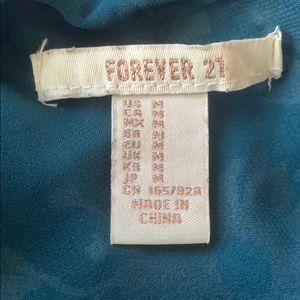 FOREVER 21
US M
CA M
MX M
BR M
EU M
UK M
KR M
JP M
CN 165/92A
MADE IN
CHINA